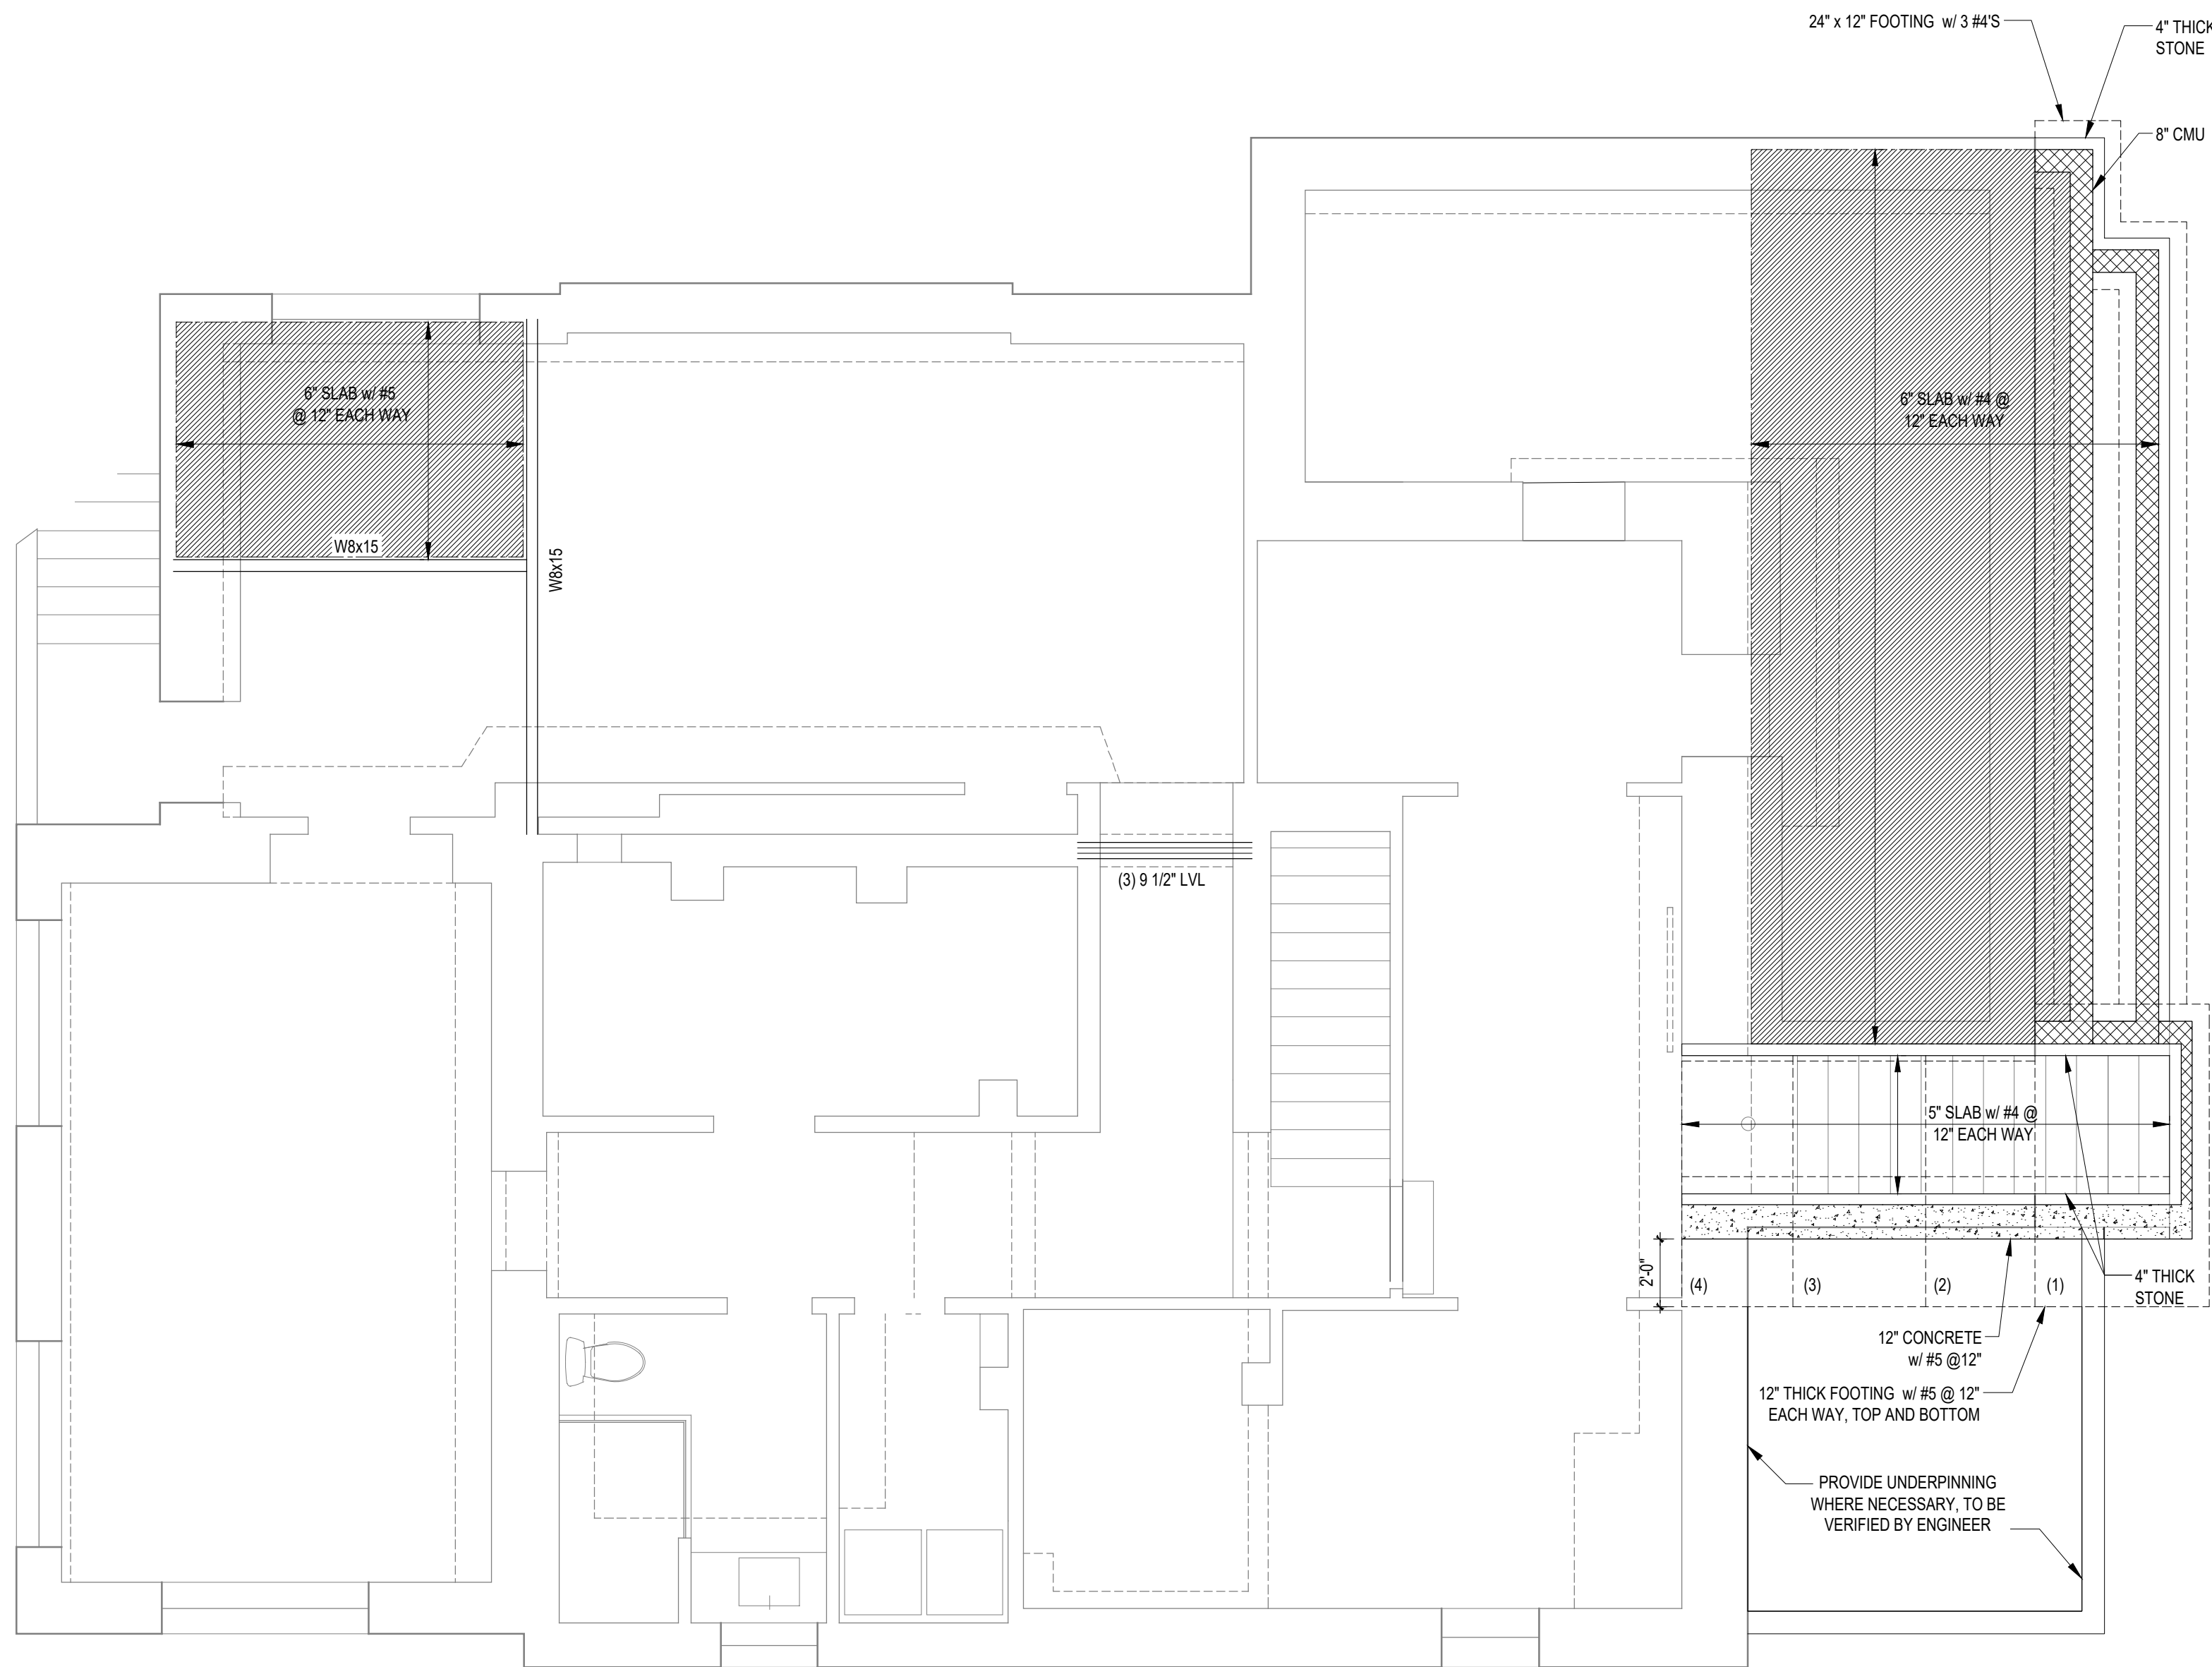 24" x 12" FOOTING w/ 3 #4'S
4" THICK
STONE
8" CMU
6" SLAB w/ #5
@ 12" EACH WAY
6" SLAB w/ #4 @
12" EACH WAY
W8x15
W8x15
(3) 9 1/2" LVL
5" SLAB w/ #4 @
12" EACH WAY
2'-0"
(4)
(3)
(2)
(1)
4" THICK
STONE
12" CONCRETE
w/ #5 @12"
12" THICK FOOTING w/ #5 @ 12"
EACH WAY, TOP AND BOTTOM
PROVIDE UNDERPINNING
WHERE NECESSARY, TO BE
VERIFIED BY ENGINEER